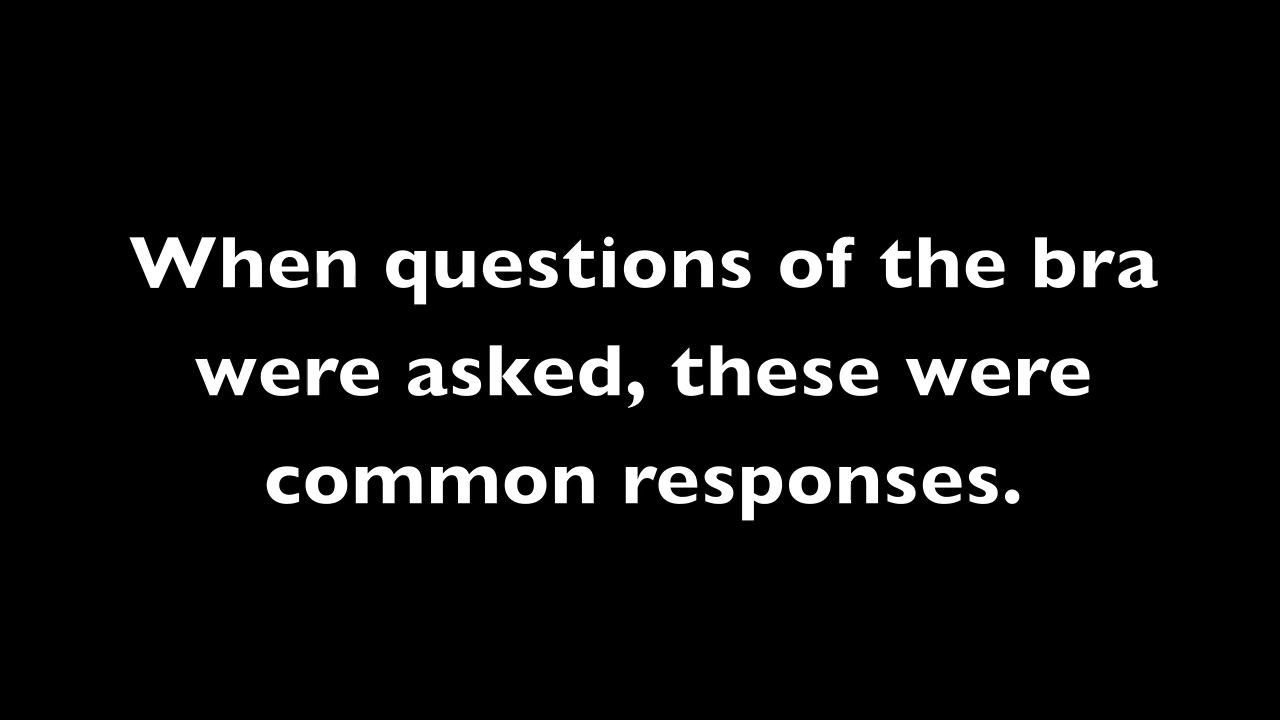 When questions of the bra
were asked, these were
common responses.